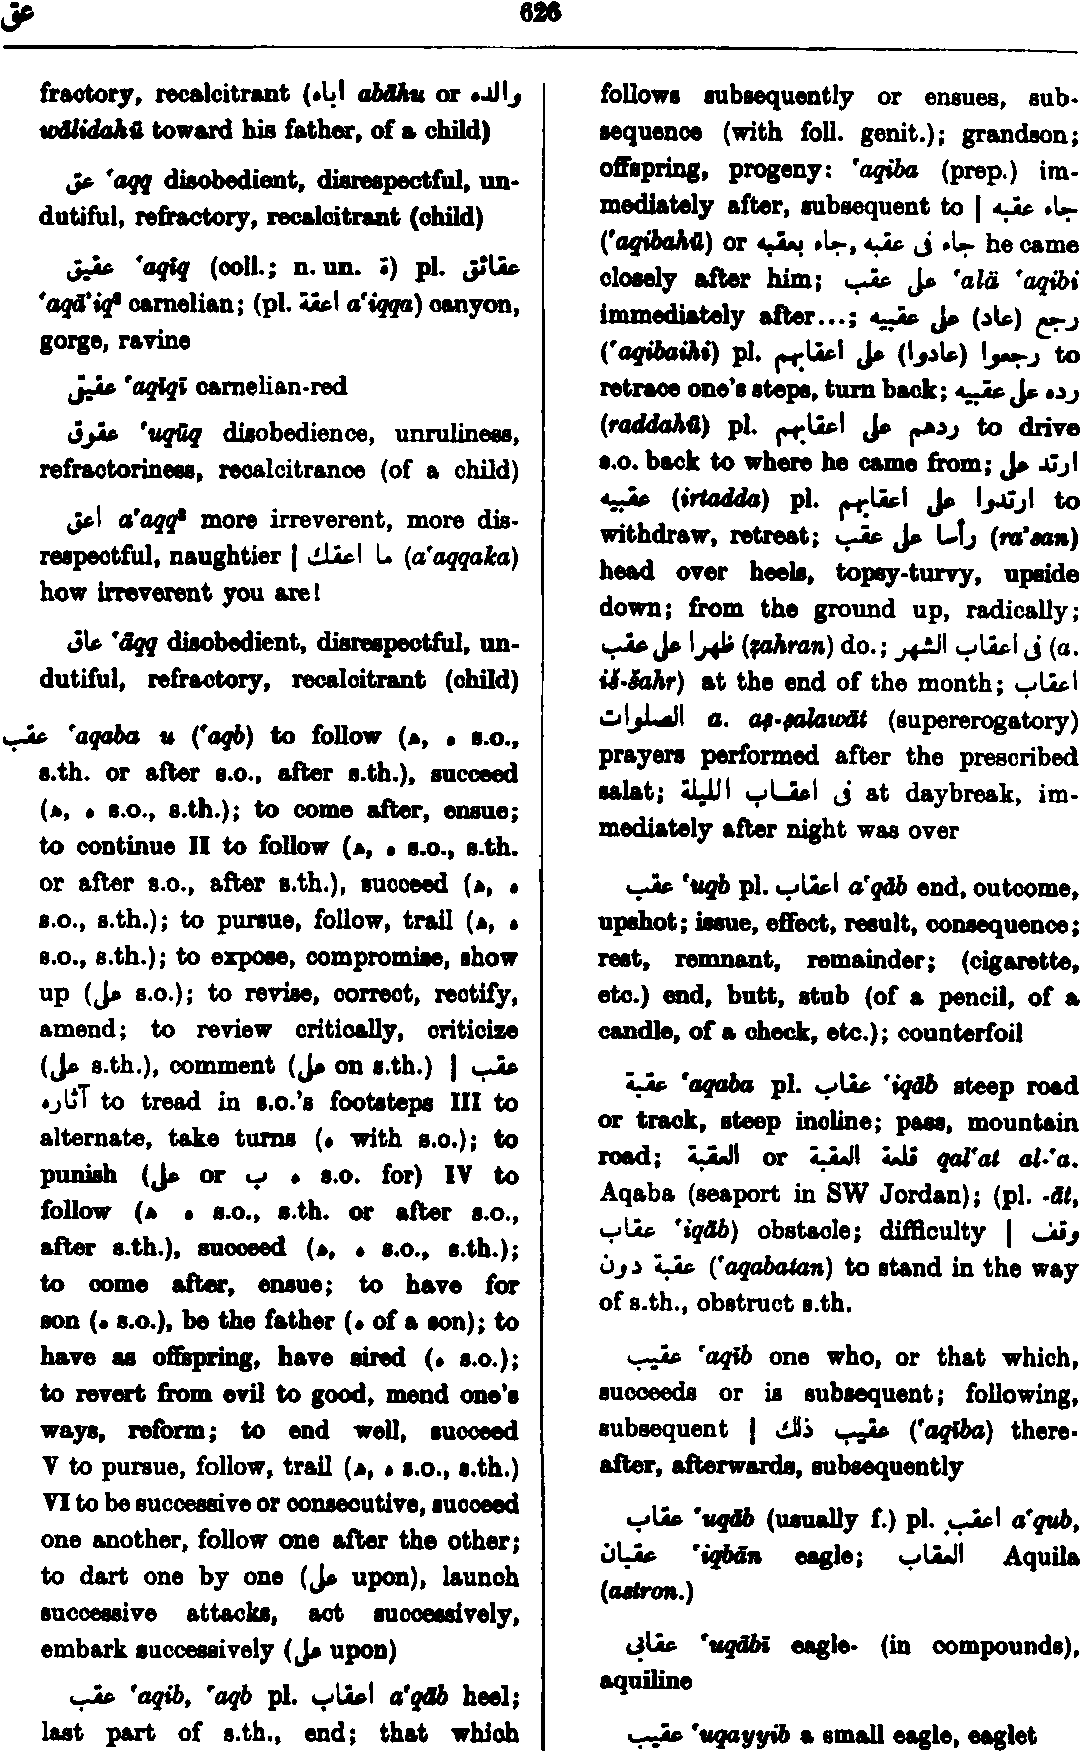 عق
626
fractory, recalcitrant (اباه abāhu or والده
wālidahū toward his father, of a child)
عق ʿaqq disobedient, disrespectful, un-
dutiful, refractory, recalcitrant (child)
عقيق ʿaqīq (coll.; n. un. ة) pl. عقائق
ʿaqāʾiq² carnelian; (pl. اعقة aʿiqqa) canyon,
gorge, ravine
عقيقى ʿaqīqī carnelian-red
عقوق ʿuqūq disobedience, unruliness,
refractoriness, recalcitrance (of a child)
اعق aʿaqq² more irreverent, more dis-
respectful, naughtier | ما اعقك (aʿaqqaka)
how irreverent you are!
عاق ʿāqq disobedient, disrespectful, un-
dutiful, refractory, recalcitrant (child)
عقب ʿaqaba u (ʿaqb) to follow (ه, ه s.o.,
s.th. or after s.o., after s.th.), succeed
(ه, ه s.o., s.th.); to come after, ensue;
to continue II to follow (ه, ه s.o., s.th.
or after s.o., after s.th.), succeed (ه, ه
s.o., s.th.); to pursue, follow, trail (ه, ه
s.o., s.th.); to expose, compromise, show
up (على s.o.); to revise, correct, rectify,
amend; to review critically, criticize
(على s.th.), comment (على on s.th.) | عقب
آثاره to tread in s.o.'s footsteps III to
alternate, take turns (ه with s.o.); to
punish (على or ب ه s.o. for) IV to
follow (ه ه s.o., s.th. or after s.o.,
after s.th.), succeed (ه, ه s.o., s.th.);
to come after, ensue; to have for
son (ه s.o.), be the father (ه of a son); to
have as offspring, have sired (ه s.o.);
to revert from evil to good, mend one's
ways, reform; to end well, succeed
V to pursue, follow, trail (ه, ه s.o., s.th.)
VI to be successive or consecutive, succeed
one another, follow one after the other;
to dart one by one (على upon), launch
successive attacks, act successively,
embark successively (على upon)
عقب ʿaqib, ʿaqb pl. اعقاب aʿqāb heel;
last part of s.th., end; that which
follows subsequently or ensues, sub-
sequence (with foll. genit.); grandson;
offspring, progeny: ʿaqiba (prep.) im-
mediately after, subsequent to | جاء عقبه
(ʿaqibahū) or جاء فى عقبه, جاء بعقبه he came
closely after him; على عقب ʿalā ʿaqibi
immediately after...; رجع (عاد) على عقبيه
(ʿaqibaihi) pl. رجعوا (عادوا) على اعقابهم to
retrace one's steps, turn back; رده على عقبيه
(raddahū) pl. ردهم على اعقابهم to drive
s.o. back to where he came from; ارتد على
عقبيه (irtadda) pl. ارتدوا على اعقابهم to
withdraw, retreat; رأسا على عقب (raʾsan)
head over heels, topsy-turvy, upside
down; from the ground up, radically;
ظهرا على عقب (ẓahran) do.; فى اعقاب الشهر (a.
iš-šahr) at the end of the month; اعقاب
الصلوات a. aṣ-ṣalawāt (supererogatory)
prayers performed after the prescribed
salat; فى اعقاب الليلة at daybreak, im-
mediately after night was over
عقب ʿuqb pl. اعقاب aʿqāb end, outcome,
upshot; issue, effect, result, consequence;
rest, remnant, remainder; (cigarette,
etc.) end, butt, stub (of a pencil, of a
candle, of a check, etc.); counterfoil
عقبة ʿaqaba pl. عقاب ʿiqāb steep road
or track, steep incline; pass, mountain
road; العقبة or قلعة العقبة qalʿat al-ʿa.
Aqaba (seaport in SW Jordan); (pl. -āt,
عقاب ʿiqāb) obstacle; difficulty | وقف
عقبة دون (ʿaqabatan) to stand in the way
of s.th., obstruct s.th.
عقيب ʿaqīb one who, or that which,
succeeds or is subsequent; following,
subsequent | عقيب ذلك (ʿaqība) there-
after, afterwards, subsequently
عقاب ʿuqāb (usually f.) pl. اعقب aʿqub,
عقبان ʿiqbān eagle; العقاب Aquila
(astron.)
عقابى ʿuqābī eagle- (in compounds),
aquiline
عقيب ʿuqayyib a small eagle, eaglet